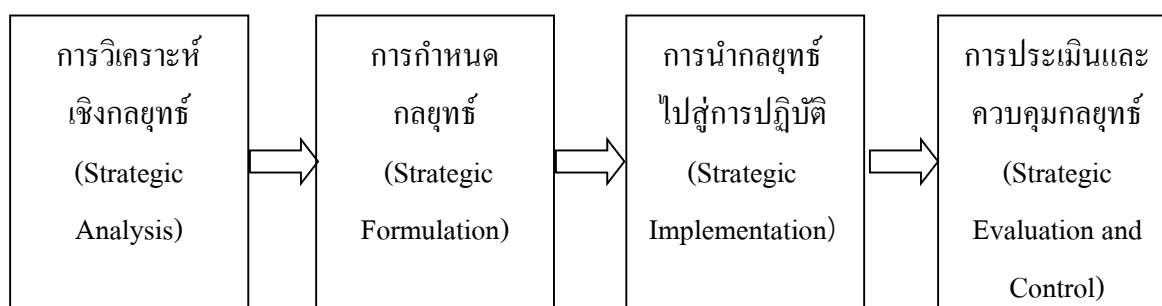 การวิเคราะห์
เชิงกลยุทธ์
(Strategic
Analysis)
การกำหนด
กลยุทธ์
(Strategic
Formulation)
การนำกลยุทธ์
ไปสู่การปฏิบัติ
(Strategic
Implementation)
การประเมินและ
ควบคุมกลยุทธ์
(Strategic
Evaluation and
Control)